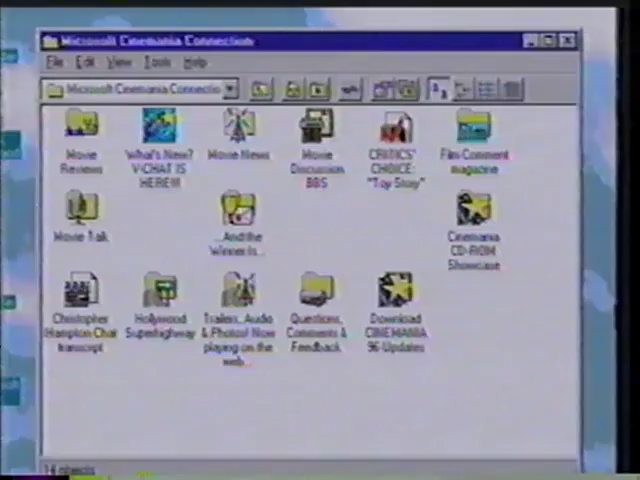 Microsoft Cinemania Connection
File Edit View Tools Help
Microsoft Cinemania Connectio
Movie
Reviews
What's New?
V-CHAT IS
HERE!!!
Movie News
Movie
Discussion
BBS
CRITICS'
CHOICE:
"Toy Story"
Film Comment
magazine
Movie Talk
...And the
Winner Is...
Cinemania
CD-ROM
Showcase
Christopher
Hampton Chat
transcript
Hollywood
Superhighway
Trailers, Audio
& Photos! Now
playing on the
web...
Questions,
Comments &
Feedback
Download
CINEMANIA
96 Updates
objects